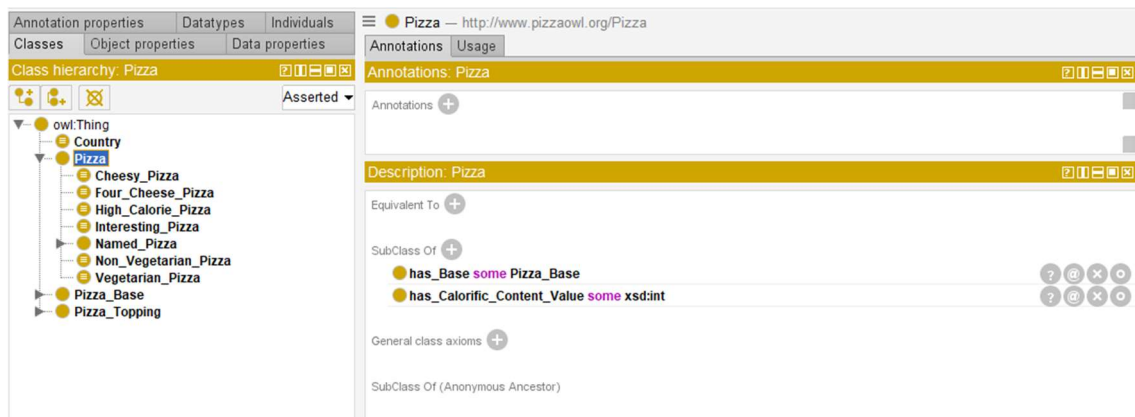 Annotation properties Datatypes Individuals
Classes Object properties Data properties
Class hierarchy: Pizza
Asserted
owl:Thing
Country
Pizza
Cheesy_Pizza
Four_Cheese_Pizza
High_Calorie_Pizza
Interesting_Pizza
Named_Pizza
Non_Vegetarian_Pizza
Vegetarian_Pizza
Pizza_Base
Pizza_Topping
Pizza — http://www.pizzaowl.org/Pizza
Annotations Usage
Annotations: Pizza
Annotations
Description: Pizza
Equivalent To
SubClass Of
has_Base some Pizza_Base
has_Calorific_Content_Value some xsd:int
General class axioms
SubClass Of (Anonymous Ancestor)